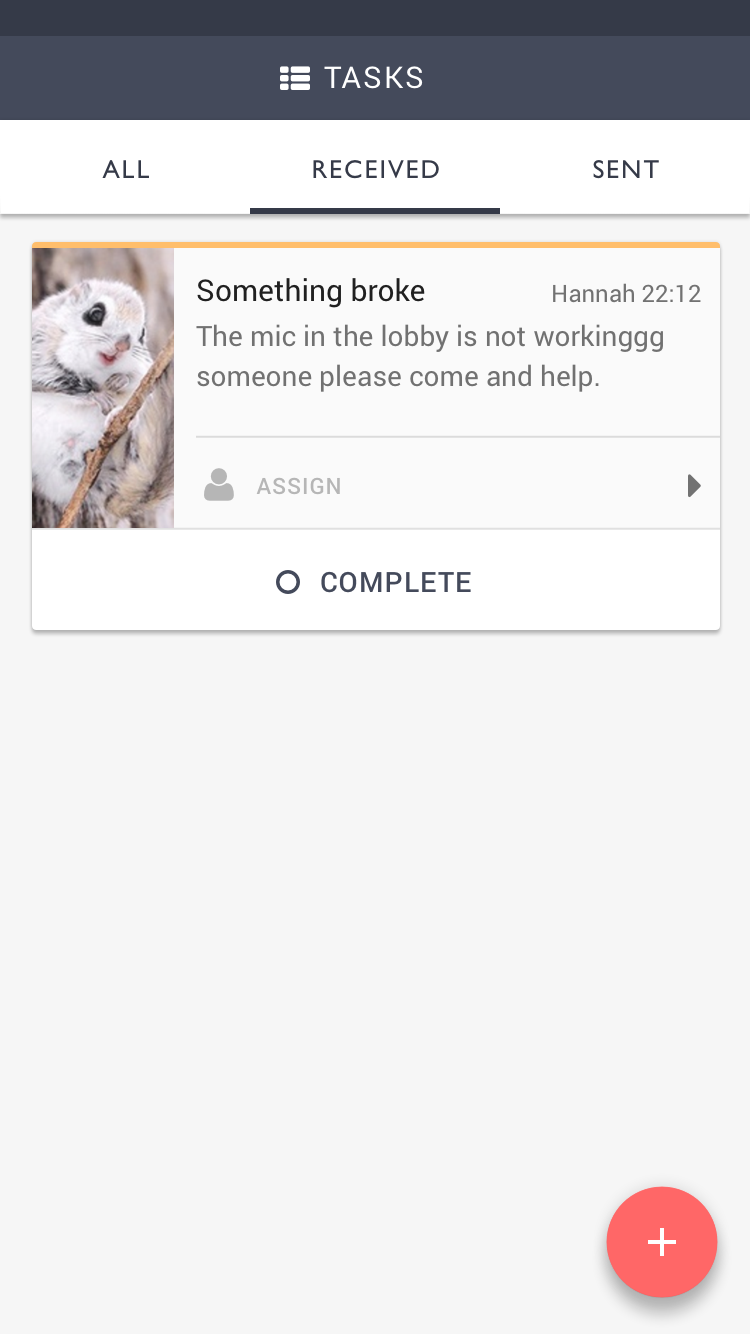 TASKS
ALL RECEIVED SENT
Something broke Hannah 22:12
The mic in the lobby is not workinggg
someone please come and help.
ASSIGN
COMPLETE